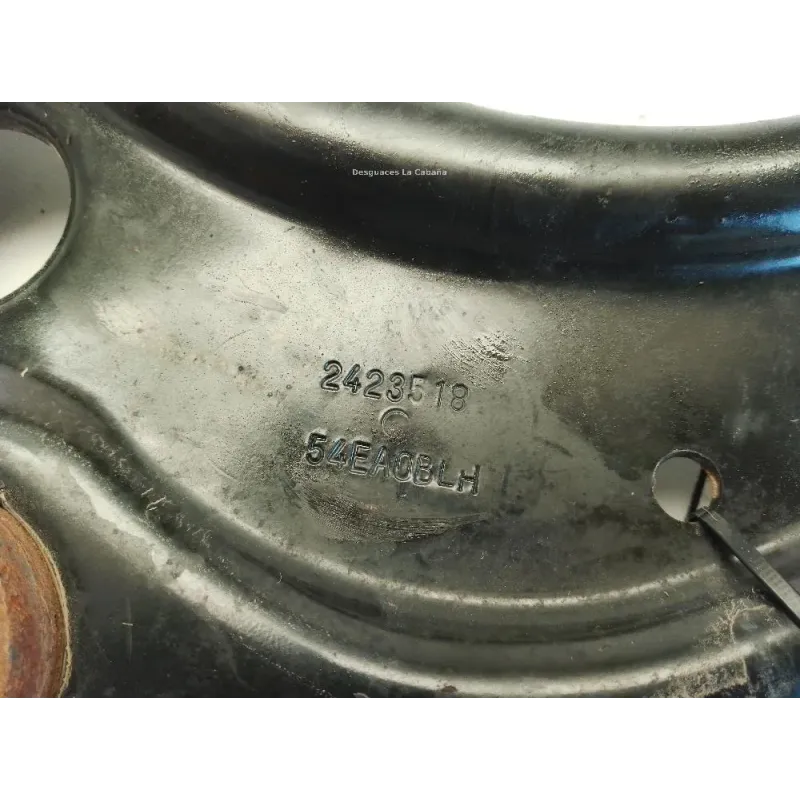 Desguaces La Cabaña
2423518
C
54EA0BLH